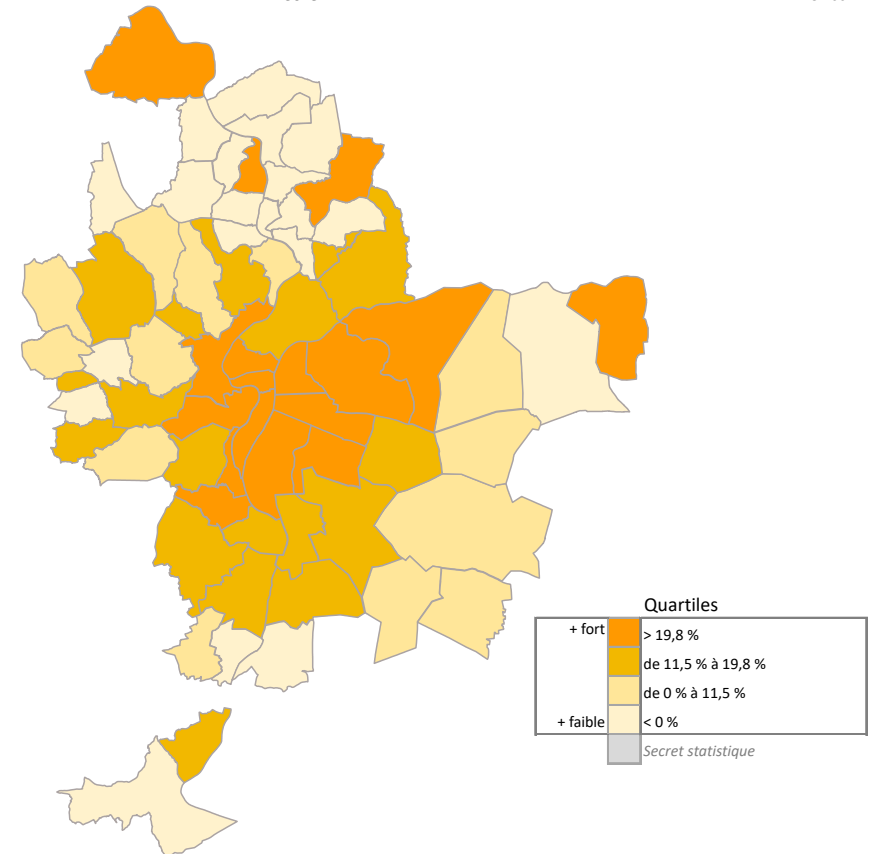 Quartiles
+ fort > 19,8 %
de 11,5 % à 19,8 %
de 0 % à 11,5 %
+ faible < 0 %
Secret statistique